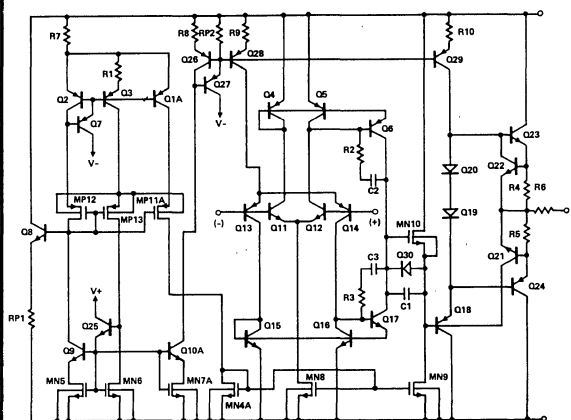 R7 R8 RP2 R9 R10
Q28
Q26 Q29
R1
Q27
Q2 Q3 Q1A Q4 Q5 Q23
Q7 V- Q6
V- R2 Q22
Q20
C2 R4 R6
MP12 MP11A
MP13 Q19
(-) Q13 Q11 Q12 Q14 (+) MN10 R5
Q8 Q21
C3 Q30
V+ Q24
R3 C1
RP1 Q25 Q15 Q16 Q17 Q18
Q9 Q10A
MN5 MN6 MN7A MN8 MN9
MN4A